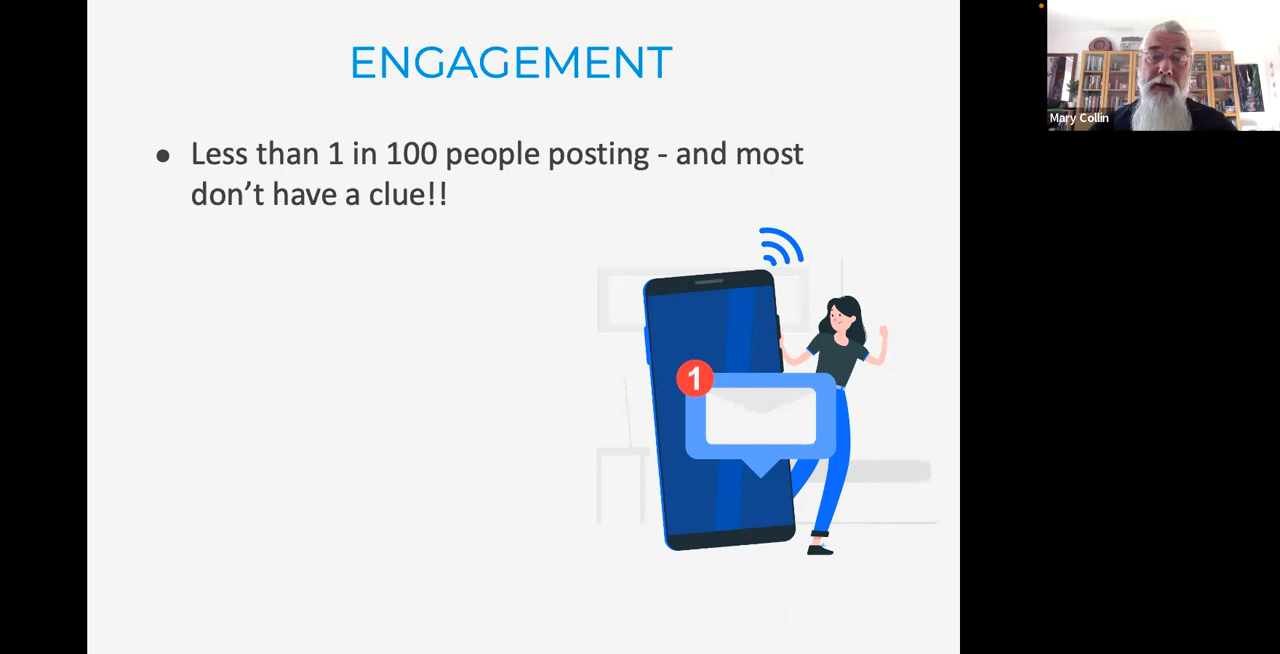 ENGAGEMENT
● Less than 1 in 100 people posting - and most
don’t have a clue!!
1
Mary Collin